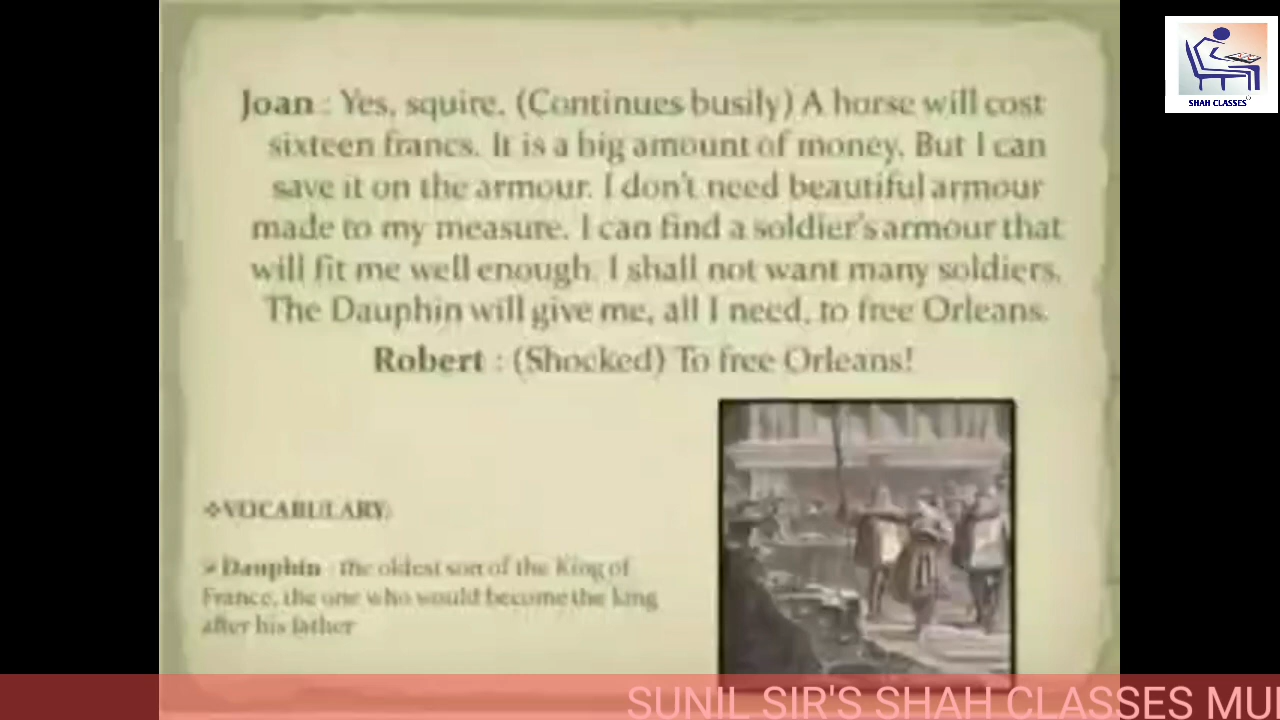 SHAH CLASSES
Joan : Yes, squire. (Continues busily) A horse will cost
sixteen francs. It is a big amount of money. But I can
save it on the armour. I don't need beautiful armour
made to my measure. I can find a soldier's armour that
will fit me well enough. I shall not want many soldiers.
The Dauphin will give me, all I need, to free Orleans.
Robert : (Shocked) To free Orleans!
❖VOCABULARY:
➢Dauphin : the oldest son of the King of
France, the one who would become the king
after his father
SUNIL SIR'S SHAH CLASSES MU